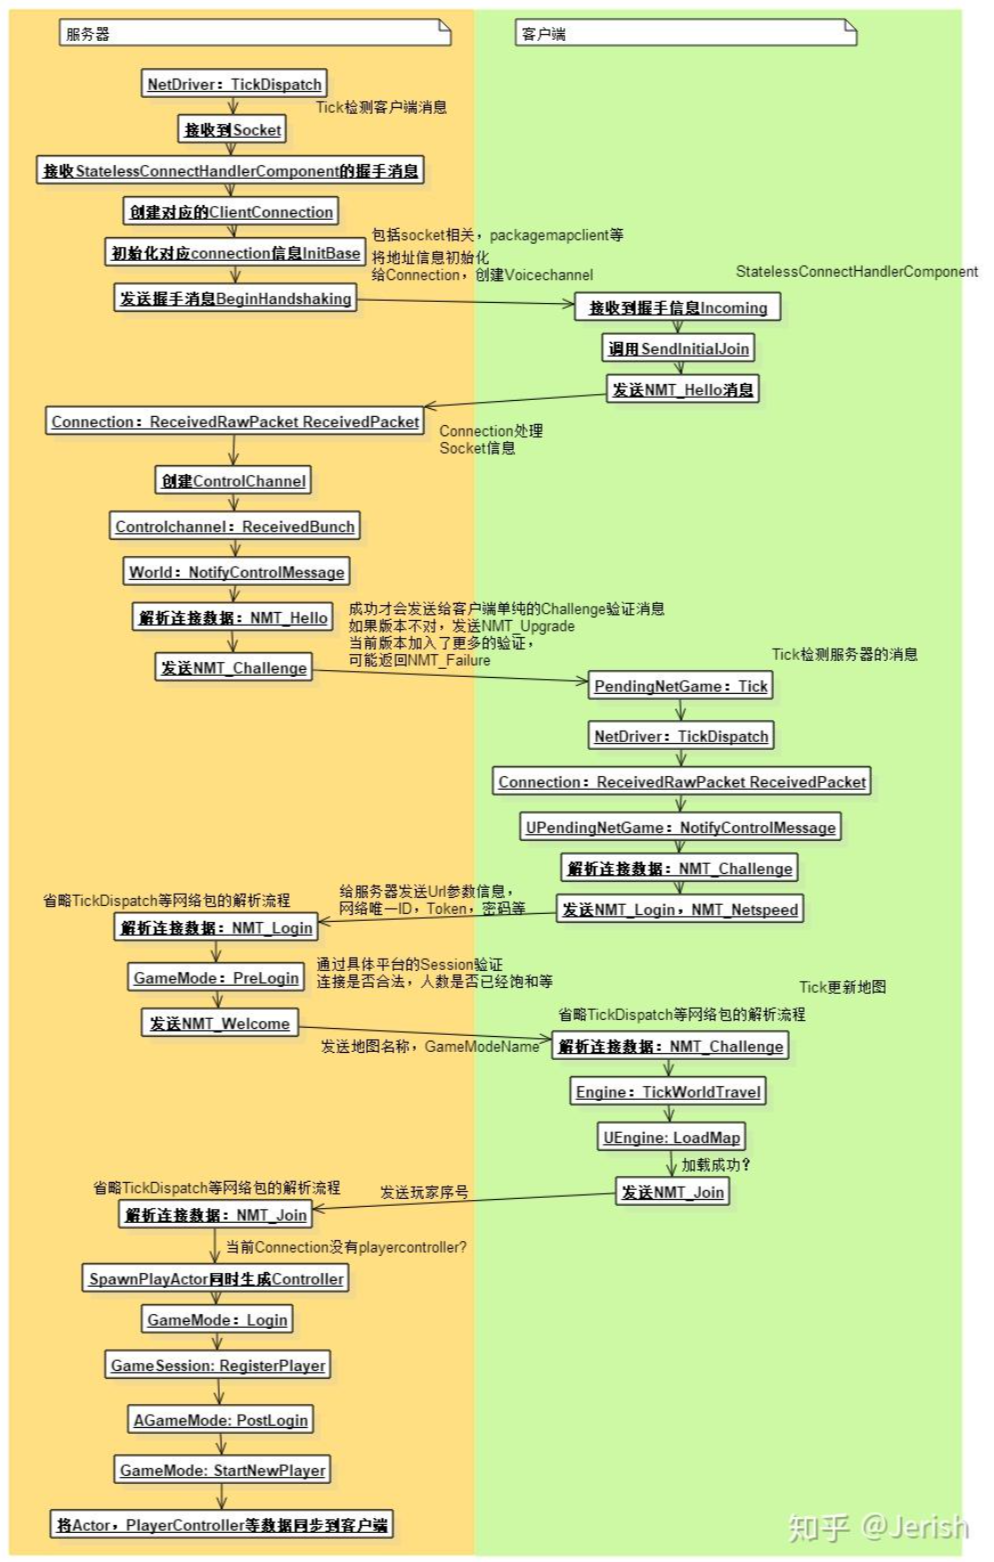 服务器
客户端
NetDriver：TickDispatch
Tick检测客户端消息
接收到Socket
接收StatelessConnectHandlerComponent的握手消息
创建对应的ClientConnection
初始化对应connection信息InitBase
包括socket相关，packagemapclient等
将地址信息初始化
给Connection，创建Voicechannel
StatelessConnectHandlerComponent
发送握手消息BeginHandshaking
接收到握手信息Incoming
调用SendInitialJoin
发送NMT_Hello消息
Connection：ReceivedRawPacket ReceivedPacket
Connection处理
Socket信息
创建ControlChannel
Controlchannel：ReceivedBunch
World：NotifyControlMessage
解析连接数据：NMT_Hello
成功才会发送给客户端单纯的Challenge验证消息
如果版本不对，发送NMT_Upgrade
当前版本加入了更多的验证，
可能返回NMT_Failure
发送NMT_Challenge
Tick检测服务器的消息
PendingNetGame：Tick
NetDriver：TickDispatch
Connection：ReceivedRawPacket ReceivedPacket
UPendingNetGame：NotifyControlMessage
解析连接数据：NMT_Challenge
发送NMT_Login，NMT_Netspeed
给服务器发送Url参数信息，
网络唯一ID，Token，密码等
省略TickDispatch等网络包的解析流程
解析连接数据：NMT_Login
GameMode：PreLogin
通过具体平台的Session验证
连接是否合法，人数是否已经饱和等
发送NMT_Welcome
发送地图名称，GameModeName
Tick更新地图
省略TickDispatch等网络包的解析流程
解析连接数据：NMT_Challenge
Engine：TickWorldTravel
UEngine: LoadMap
加载成功？
发送NMT_Join
发送玩家序号
省略TickDispatch等网络包的解析流程
解析连接数据：NMT_Join
当前Connection没有playercontroller?
SpawnPlayActor同时生成Controller
GameMode：Login
GameSession: RegisterPlayer
AGameMode: PostLogin
GameMode: StartNewPlayer
将Actor，PlayerController等数据同步到客户端
知乎 @Jerish